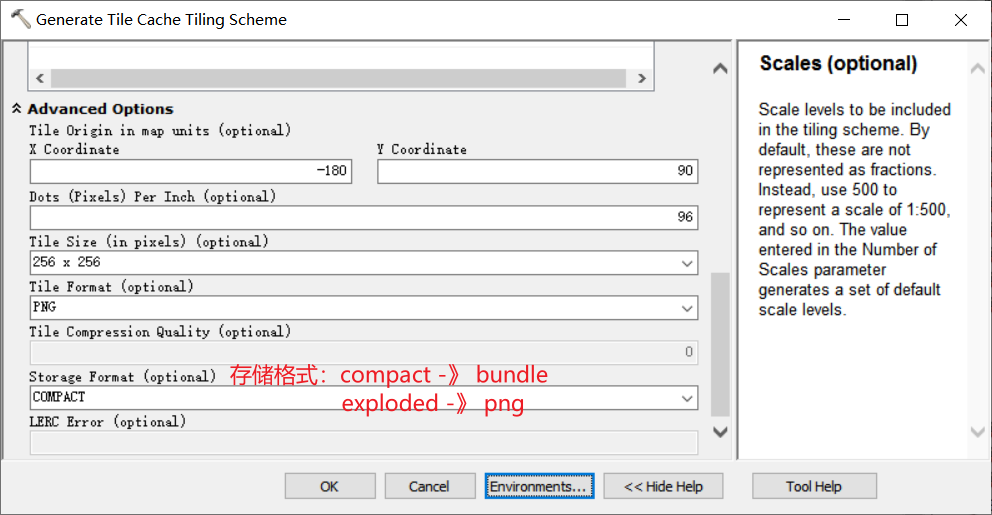 Generate Tile Cache Tiling Scheme
Advanced Options
Tile Origin in map units (optional)
X Coordinate
Y Coordinate
-180
90
Dots (Pixels) Per Inch (optional)
96
Tile Size (in pixels) (optional)
256 x 256
Tile Format (optional)
PNG
Tile Compression Quality (optional)
0
Storage Format (optional)
存储格式：compact -》 bundle
COMPACT
exploded -》 png
LERC Error (optional)
OK
Cancel
Environments...
<< Hide Help
Tool Help
Scales (optional)
Scale levels to be included
in the tiling scheme. By
default, these are not
represented as fractions.
Instead, use 500 to
represent a scale of 1:500,
and so on. The value
entered in the Number of
Scales parameter
generates a set of default
scale levels.